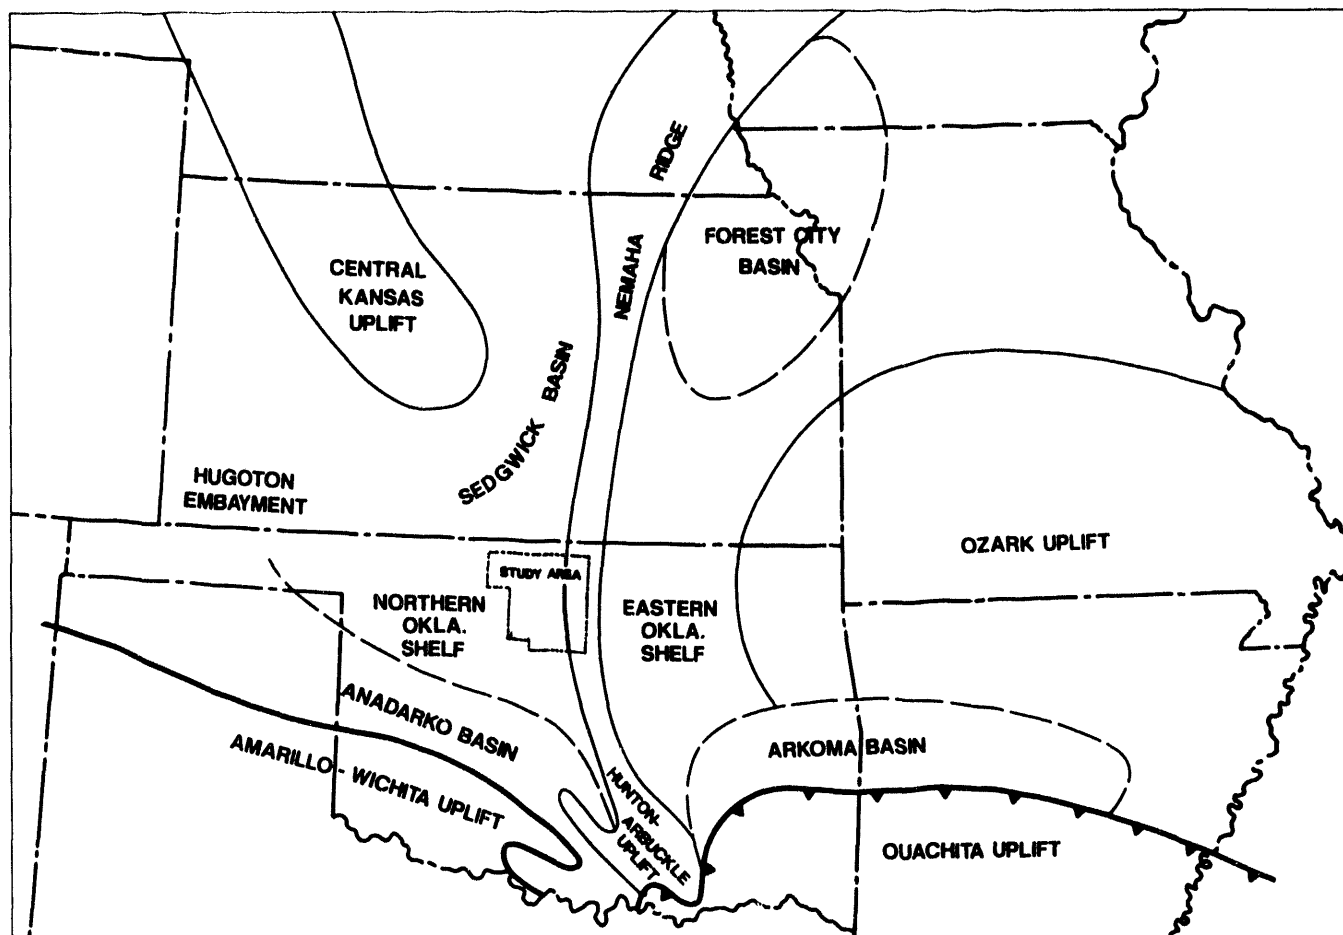 RIDGE
NEMAHA
FOREST CITY
BASIN
CENTRAL
KANSAS
UPLIFT
SEDGWICK BASIN
HUGOTON
EMBAYMENT
OZARK UPLIFT
STUDY AREA
NORTHERN
OKLA.
SHELF
EASTERN
OKLA.
SHELF
ANADARKO BASIN
AMARILLO - WICHITA UPLIFT
ARKOMA BASIN
HUNTON-
ARBUCKLE
UPLIFT
OUACHITA UPLIFT